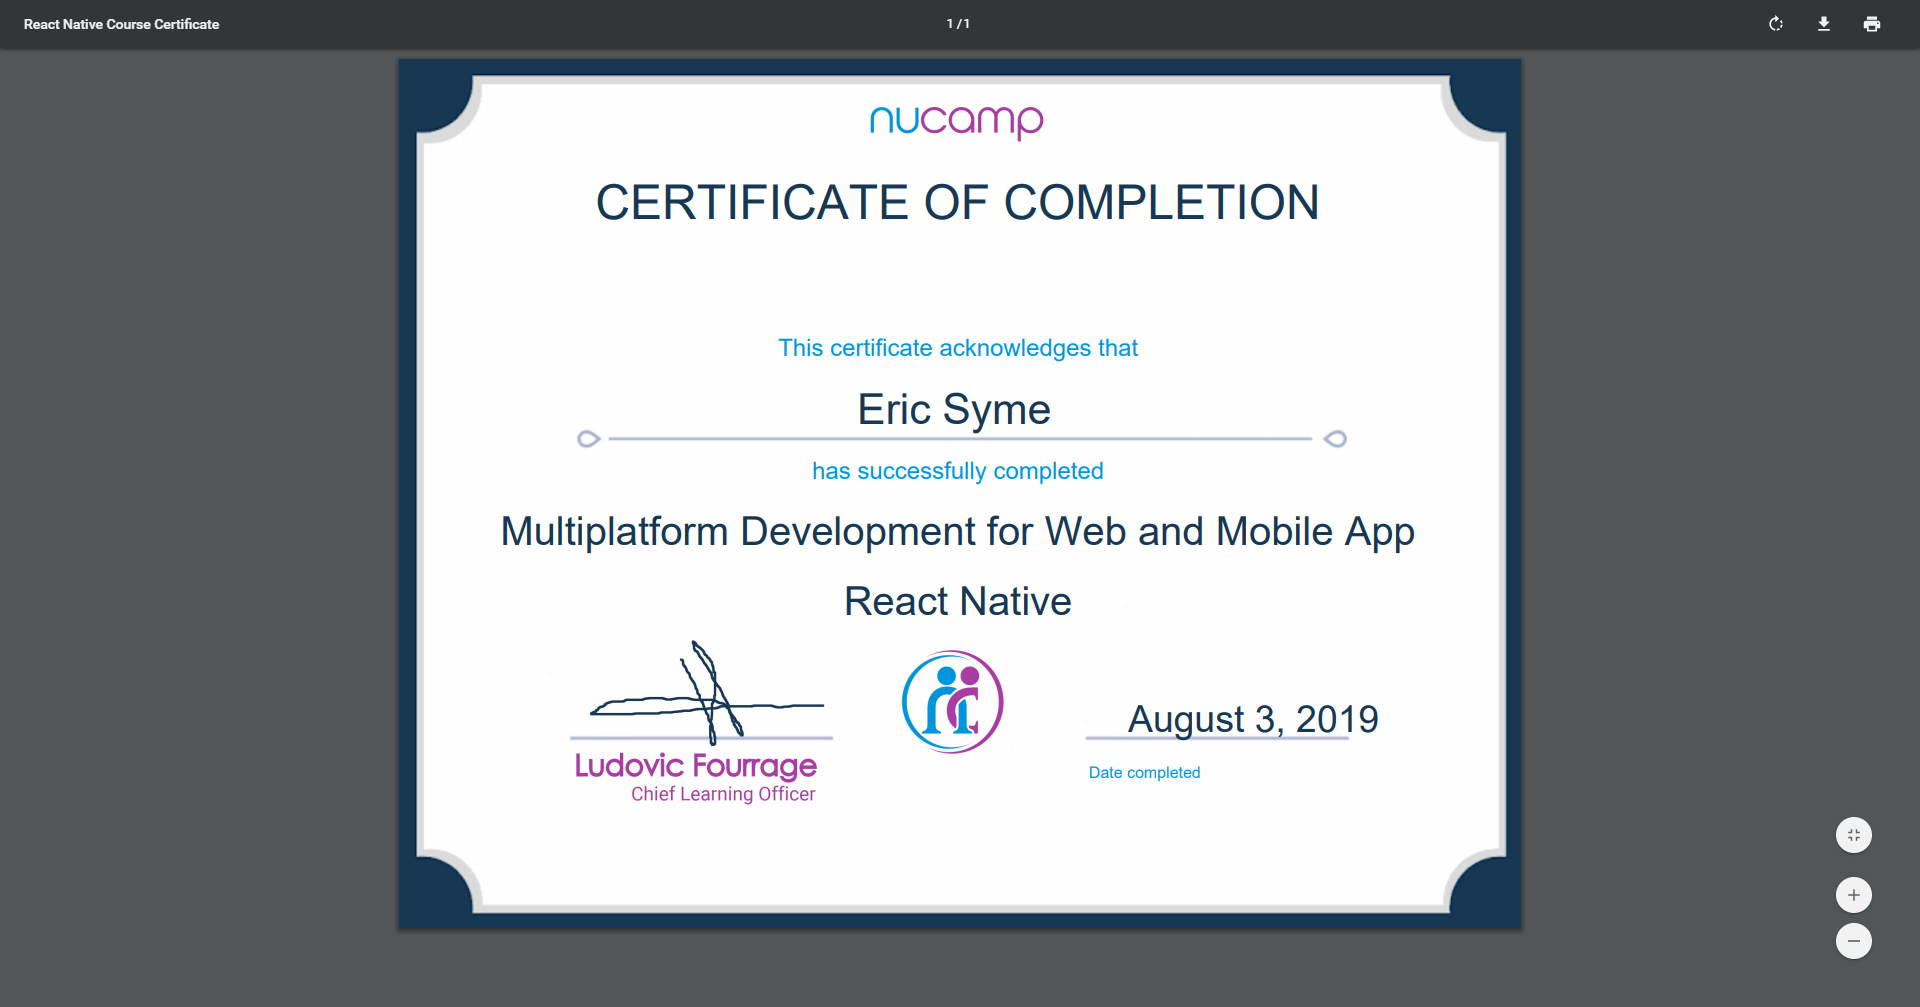 React Native Course Certificate
1 / 1
nucamp
CERTIFICATE OF COMPLETION
This certificate acknowledges that
Eric Syme
has successfully completed
Multiplatform Development for Web and Mobile App
React Native
August 3, 2019
Ludovic Fourrage
Date completed
Chief Learning Officer